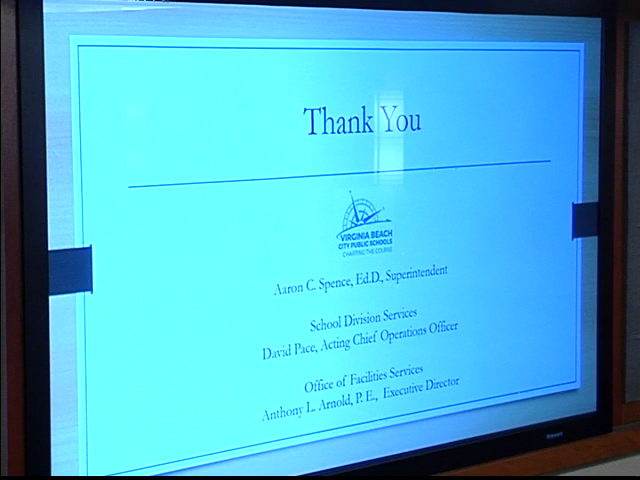 Thank You
VIRGINIA BEACH
CITY PUBLIC SCHOOLS
CHARTING THE COURSE
Aaron C. Spence, Ed.D., Superintendent
School Division Services
David Pace, Acting Chief Operations Officer
Office of Facilities Services
Anthony L. Arnold, P. E., Executive Director